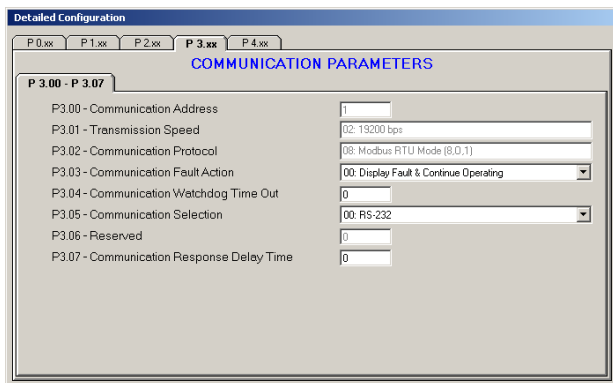 Detailed Configuration
P 0.xx P 1.xx P 2.xx P 3.xx P 4.xx
COMMUNICATION PARAMETERS
P 3.00 - P 3.07
P3.00 - Communication Address 1
P3.01 - Transmission Speed 02: 19200 bps
P3.02 - Communication Protocol 08: Modbus RTU Mode (8,O,1)
P3.03 - Communication Fault Action 00: Display Fault & Continue Operating
P3.04 - Communication Watchdog Time Out 0
P3.05 - Communication Selection 00: RS-232
P3.06 - Reserved 0
P3.07 - Communication Response Delay Time 0